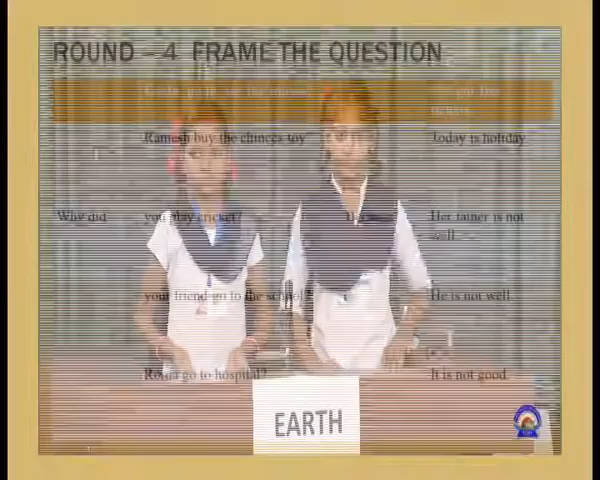 ROUND – 4 FRAME THE QUESTION
Ramesh buy the chinees toy Today is holiday
Why did you play cricket? Her father is not
well
your friend go to the school? He is not well
Roma go to hospital? It is not good
EARTH